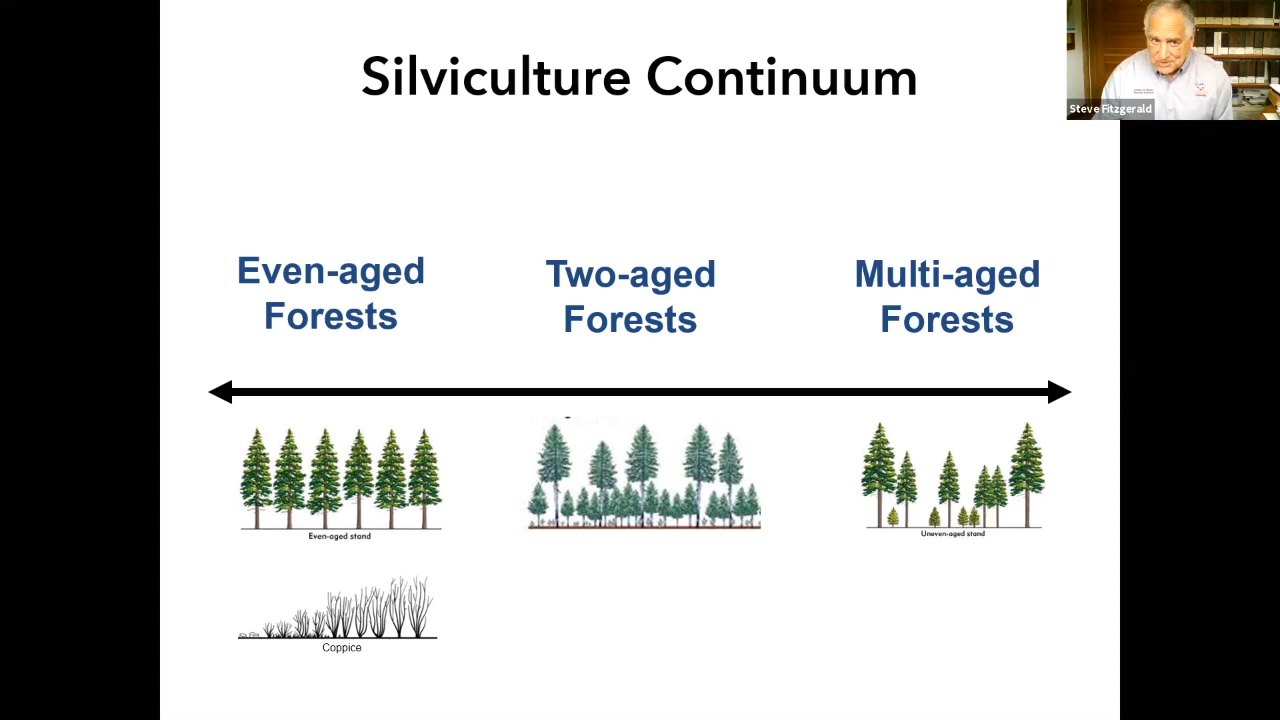 Silviculture Continuum
Steve Fitzgerald
Even-aged
Forests
Two-aged
Forests
Multi-aged
Forests
Even-aged stand
Uneven-aged stand
Coppice